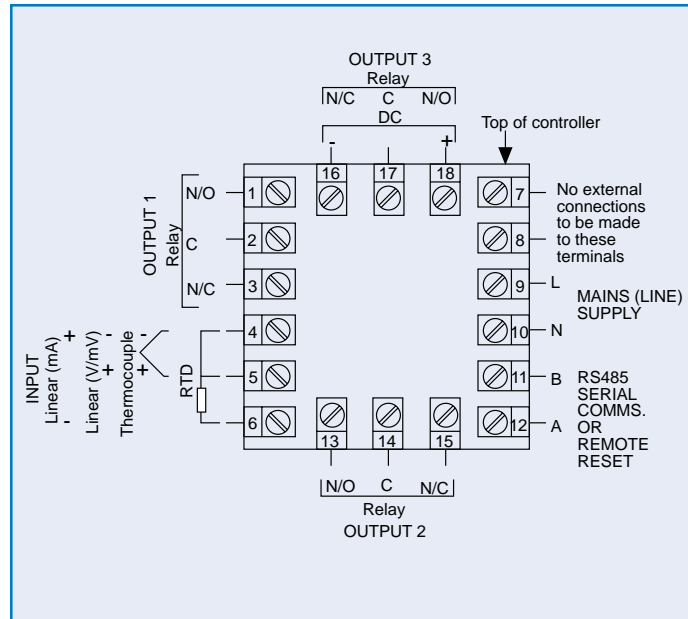 OUTPUT 3
Relay
N/C C N/O
DC
- +
Top of controller
16 17 18
OUTPUT 1
Relay
N/O
C
N/C
1
2
3
4
5
6
7
8
9
10
11
12
No external
connections
to be made
to these
terminals
L
N
MAINS (LINE)
SUPPLY
B
A
RS485
SERIAL
COMMS.
OR
REMOTE
RESET
INPUT
Linear (mA)
+
-
Linear (V/mV)
-
+
Thermocouple
-
+
RTD
13 14 15
N/O C N/C
Relay
OUTPUT 2